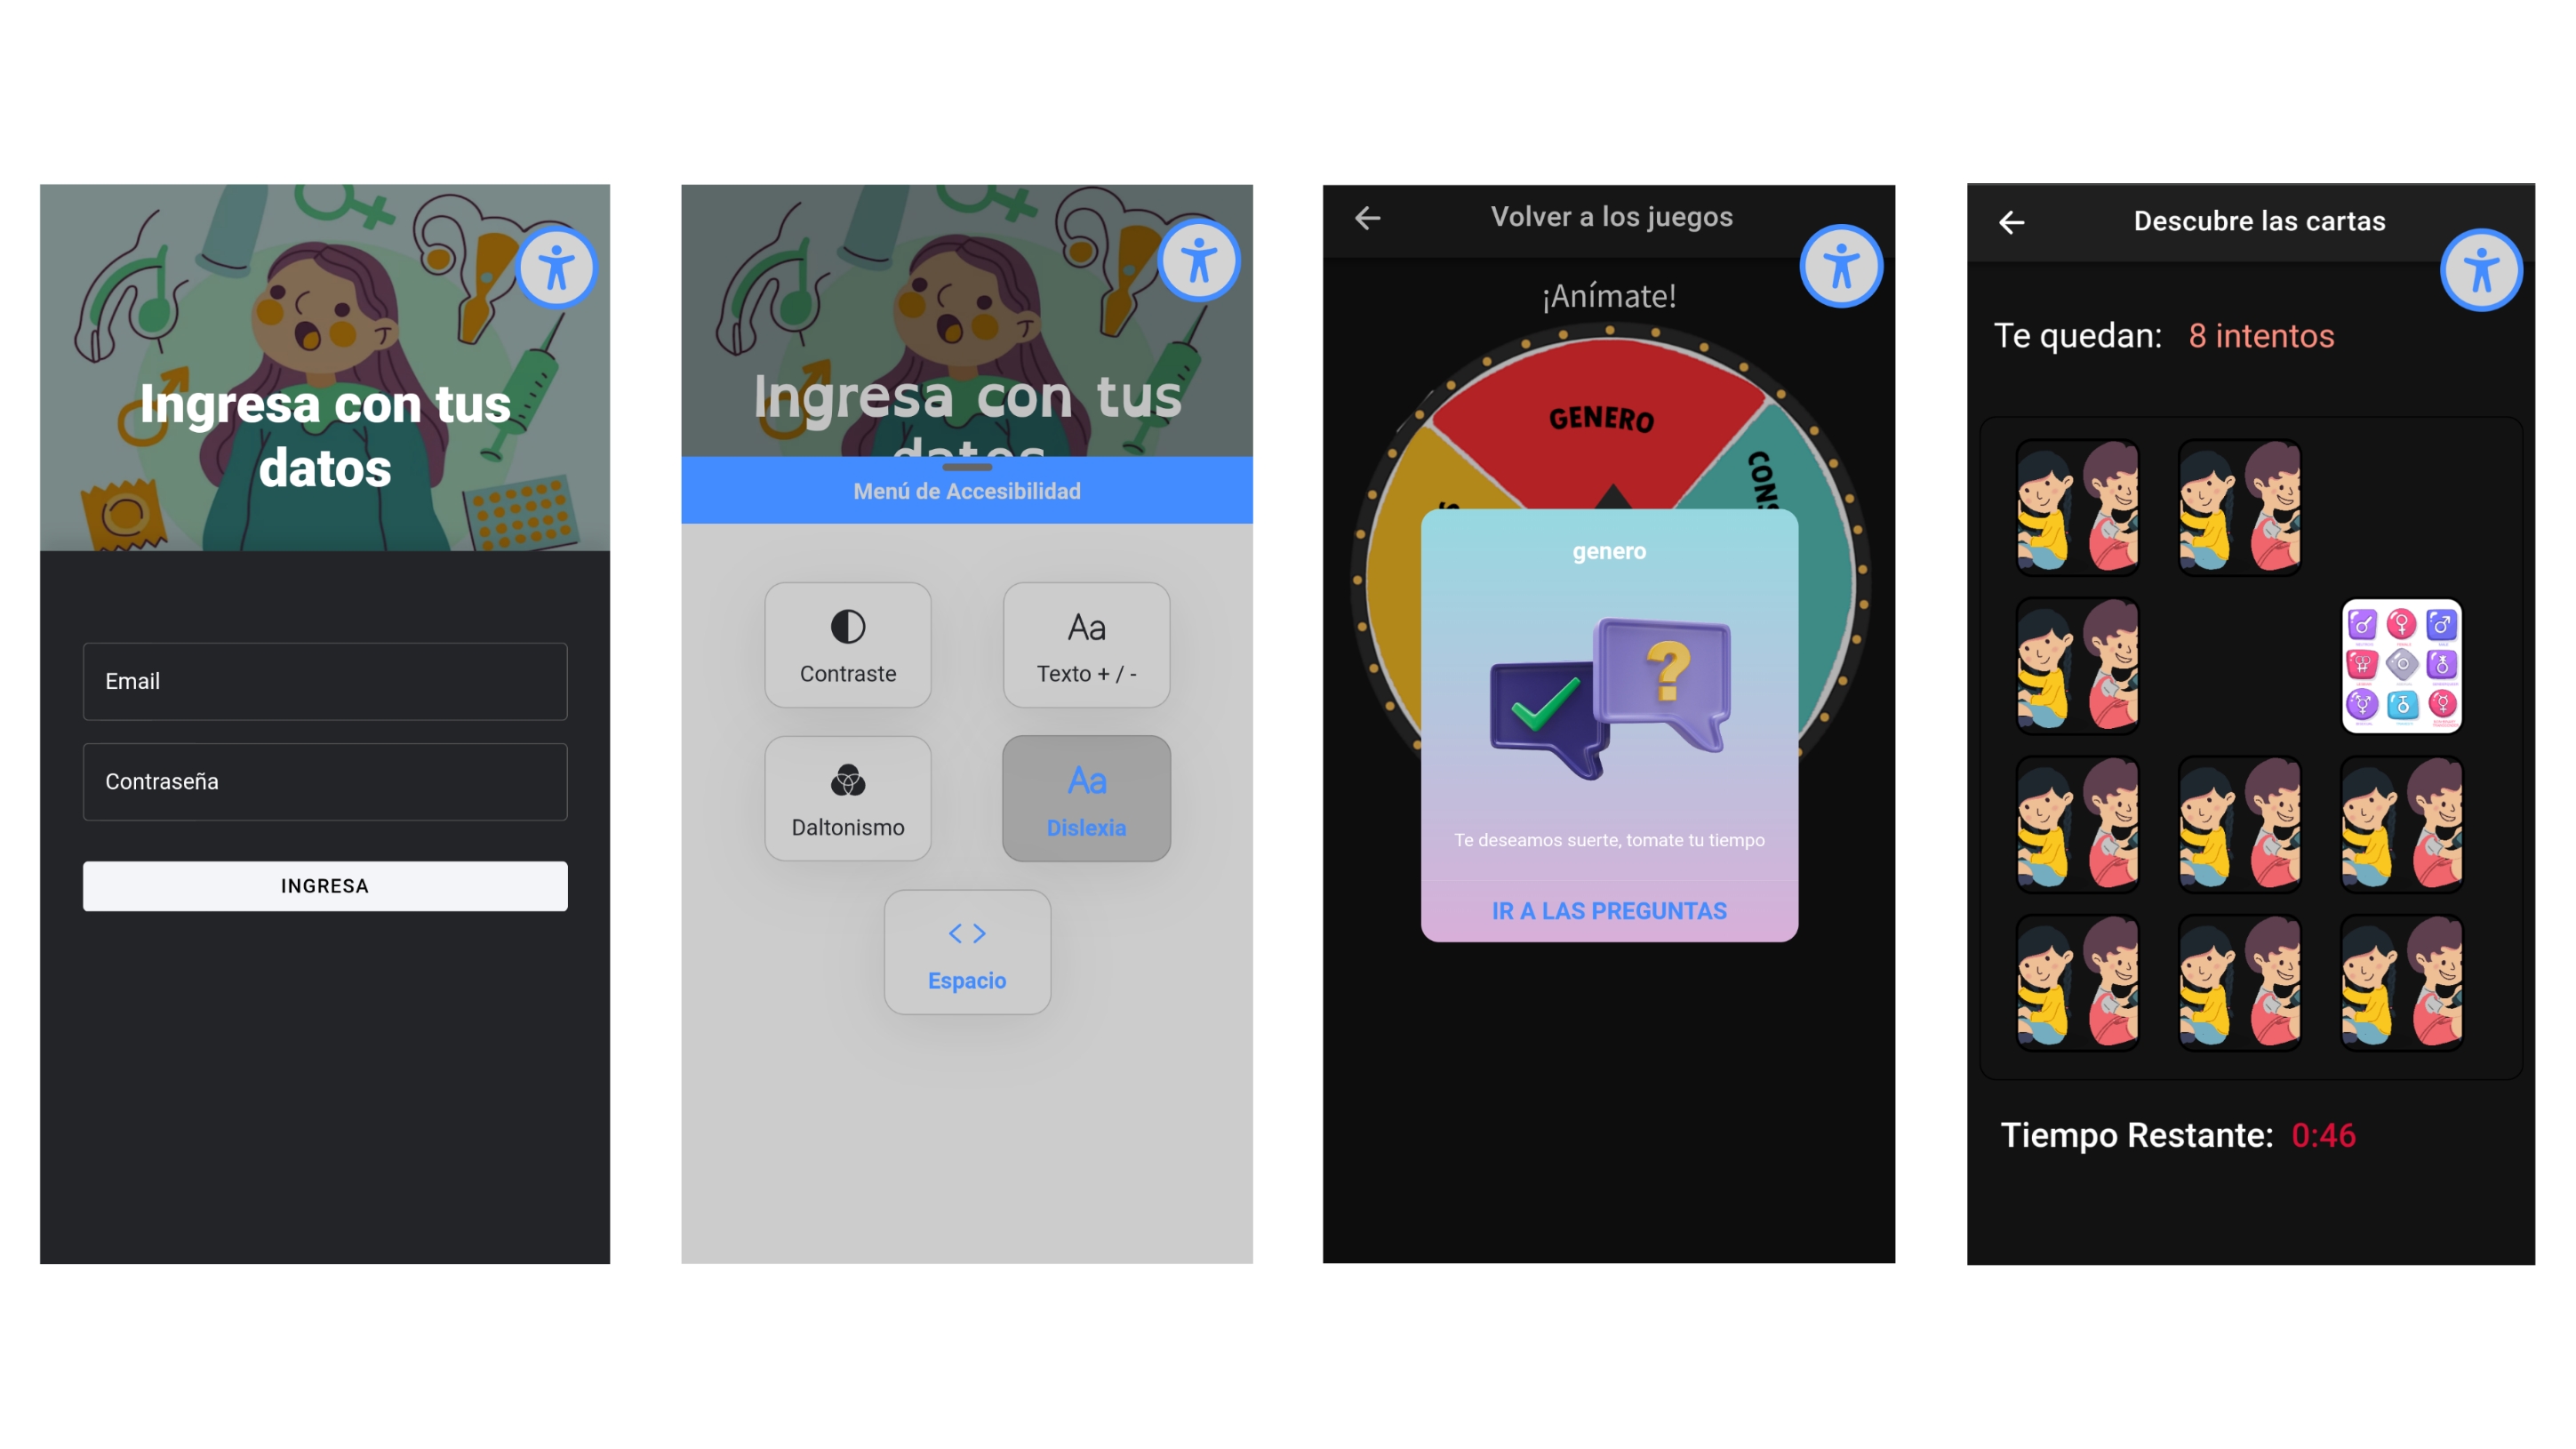 Ingresa con tus
datos
Email
Contraseña
INGRESA
Ingresa con tus
datos
Menú de Accesibilidad
Contraste
Texto + / -
Daltonismo
Aa
Aa
Dislexia
< >
Espacio
Volver a los juegos
¡Anímate!
GENERO
CONS
S
genero
?
Te deseamos suerte, tomate tu tiempo
IR A LAS PREGUNTAS
Descubre las cartas
Te quedan: 8 intentos
Tiempo Restante: 0:46